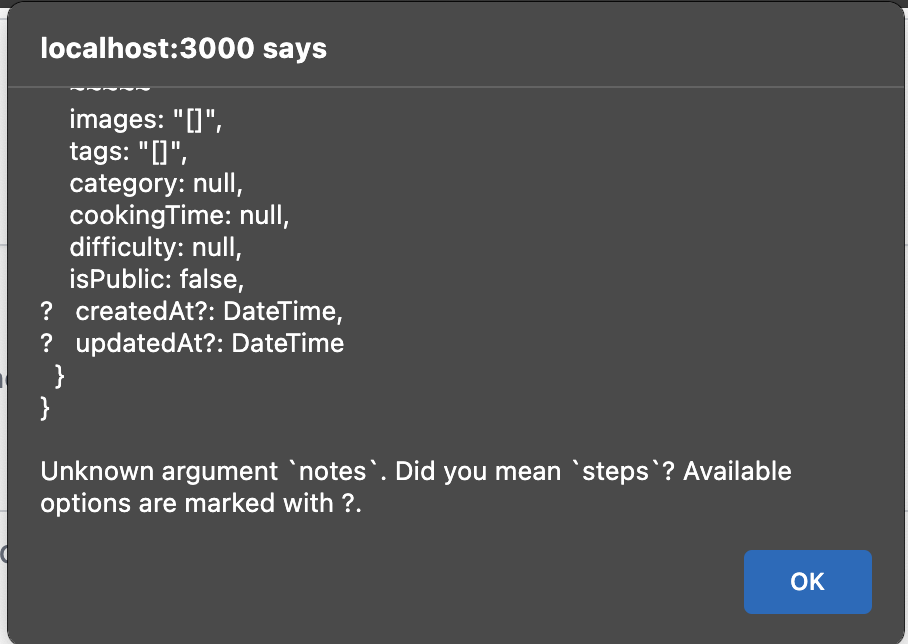 localhost:3000 says
~~~~~
images: "[]",
tags: "[]",
category: null,
cookingTime: null,
difficulty: null,
isPublic: false,
? createdAt?: DateTime,
? updatedAt?: DateTime
}
}
Unknown argument `notes`. Did you mean `steps`? Available
options are marked with ?.
OK